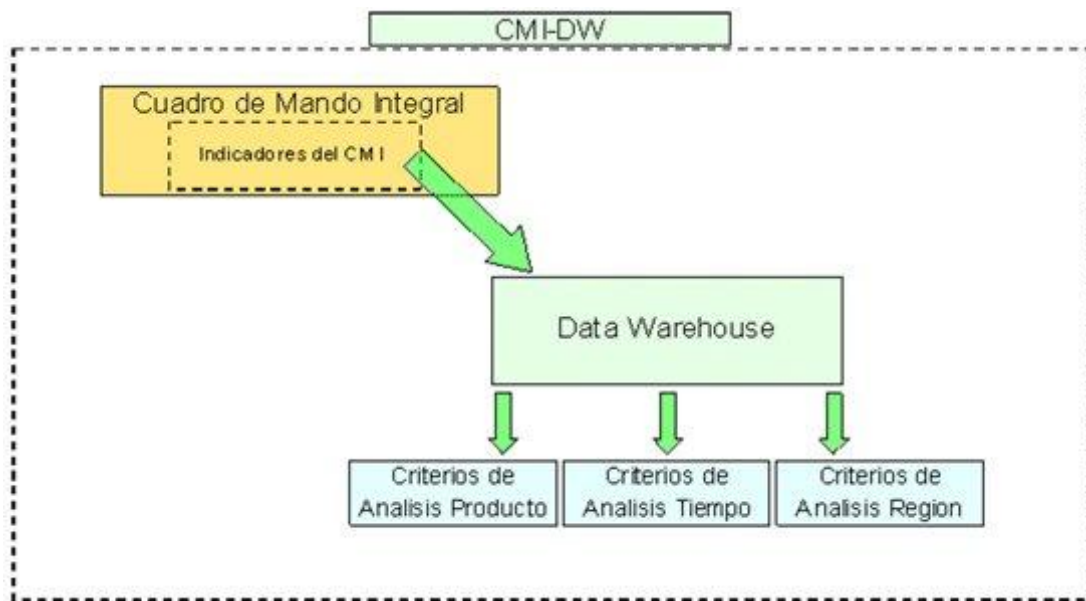 CMI-DW
Cuadro de Mando Integral
Indicadores del CMI
Data Warehouse
Criterios de
Analisis Producto
Criterios de
Analisis Tiempo
Criterios de
Analisis Region